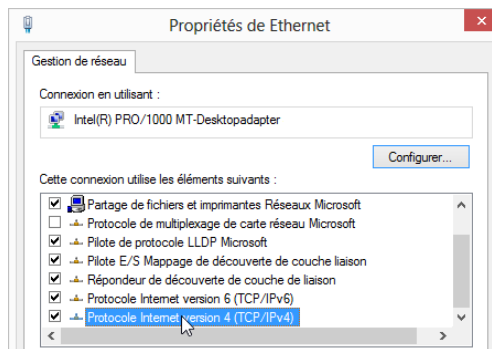 Propriétés de Ethernet
Gestion de réseau
Connexion en utilisant :
Intel(R) PRO/1000 MT-Desktopadapter
Configurer...
Cette connexion utilise les éléments suivants :
Partage de fichiers et imprimantes Réseaux Microsoft
Protocole de multiplexage de carte réseau Microsoft
Pilote de protocole LLDP Microsoft
Pilote E/S Mappage de découverte de couche liaison
Répondeur de découverte de couche de liaison
Protocole Internet version 6 (TCP/IPv6)
Protocole Internet version 4 (TCP/IPv4)